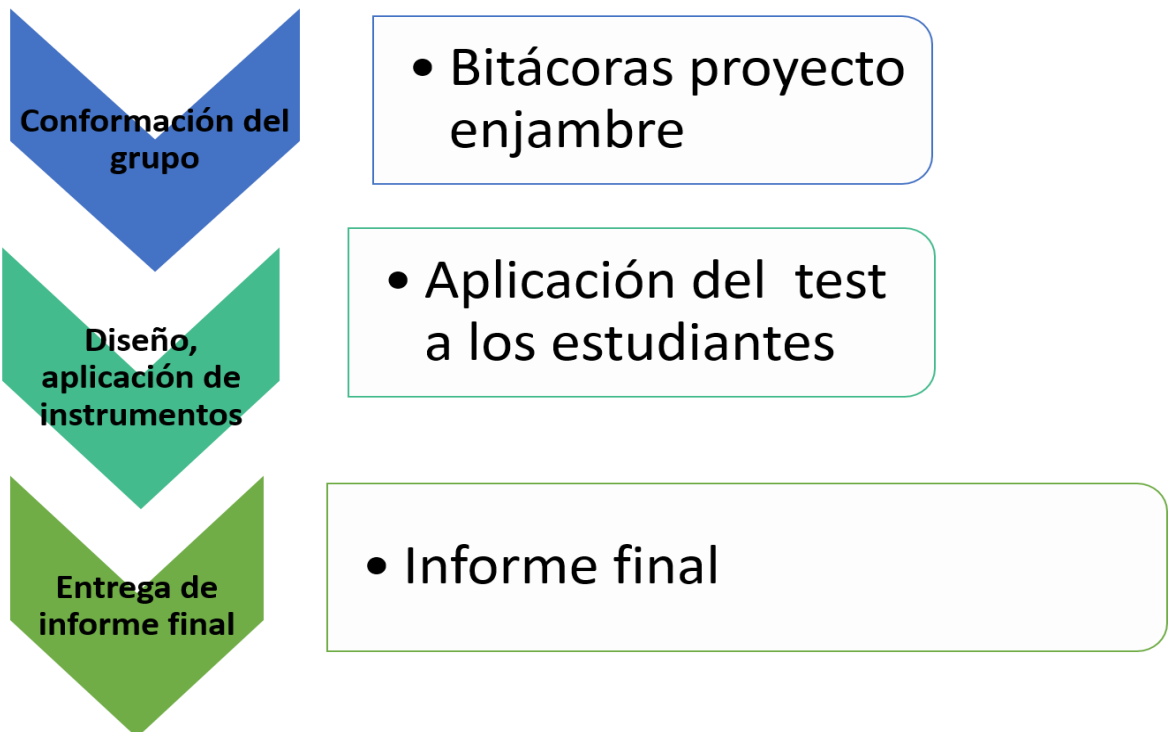 Conformación del
grupo
• Bitácoras proyecto
enjambre
Diseño,
aplicación de
instrumentos
• Aplicación del  test
a los estudiantes
Entrega de
informe final
• Informe final